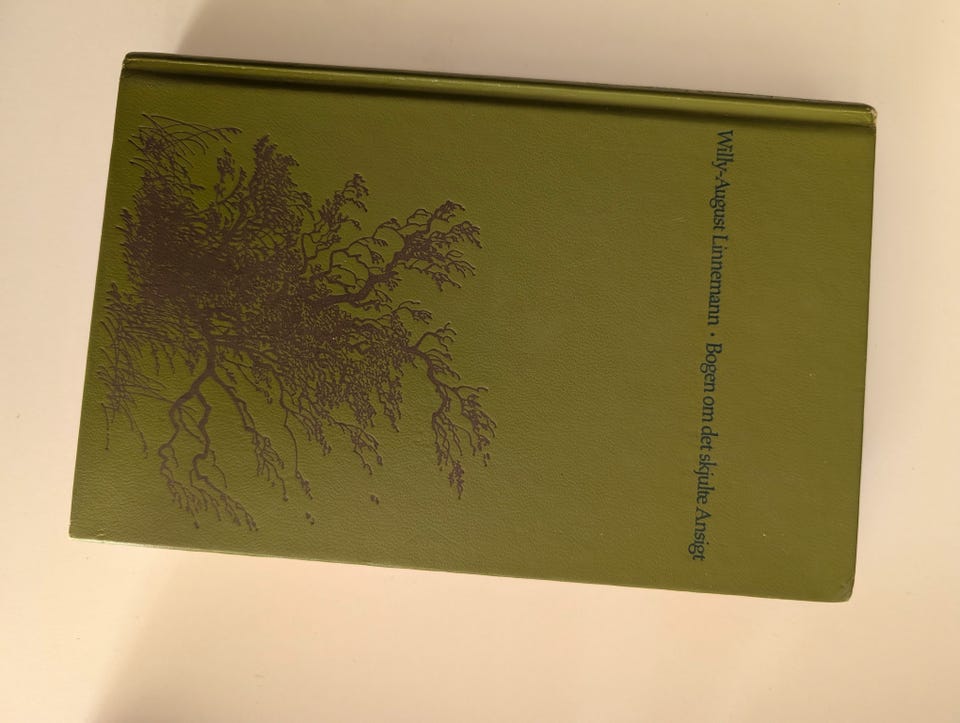 Willy-August Linnemann • Bogen om det skjulte Ansigt